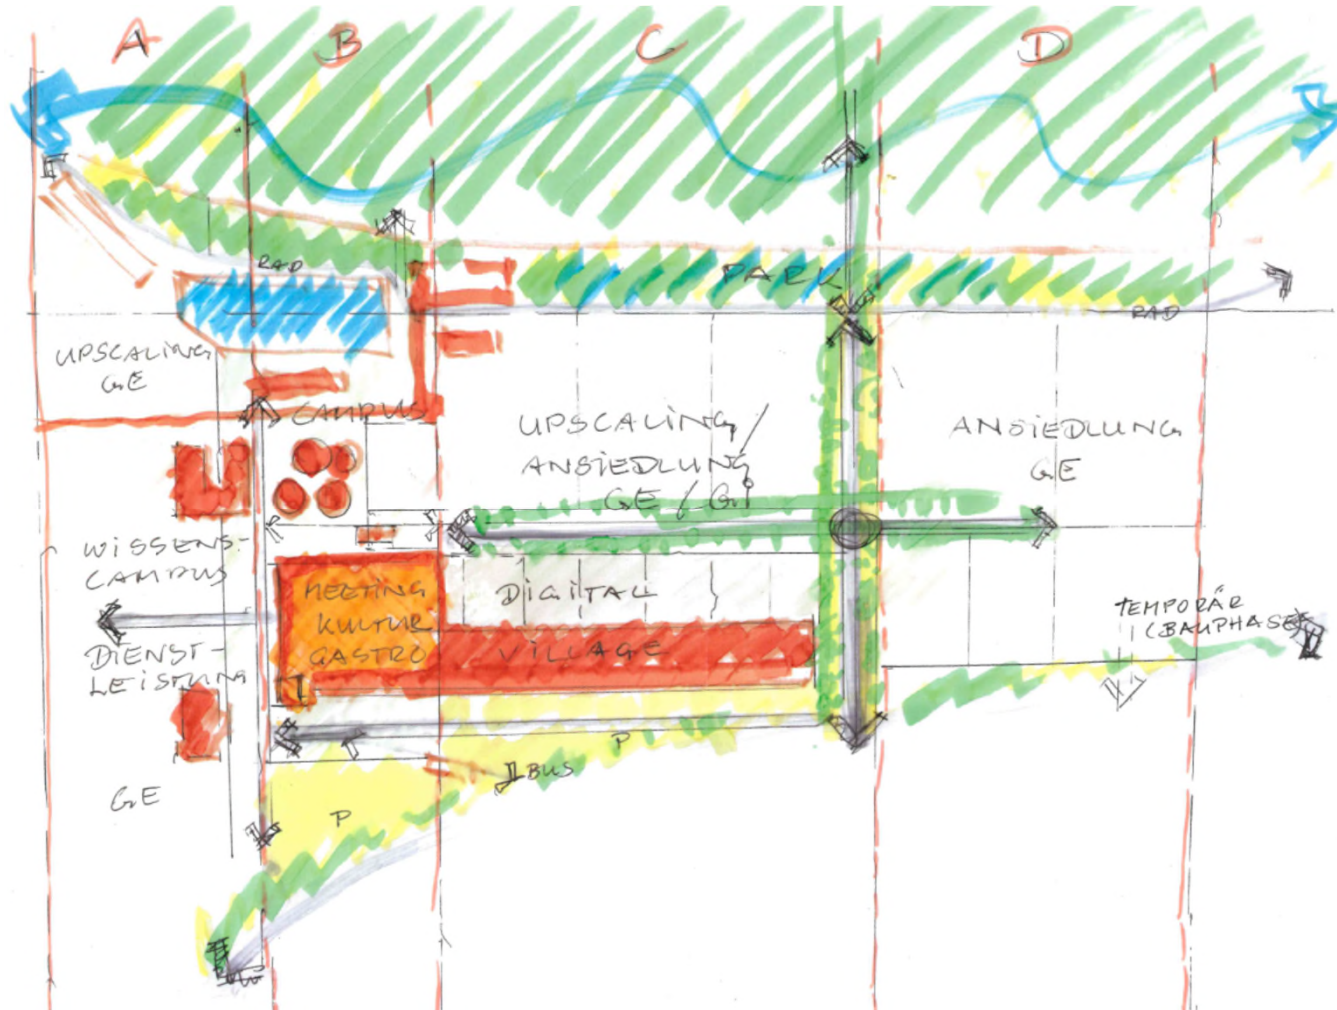 A
B
C
D
RAD
PARK
RAD
UPSCALING
GE
CAMPUS
UPSCALING/
ANSIEDLUNG
GE / GI
ANSIEDLUNG
GE
WISSENS-
CAMPUS
DIENST-
LEISTUNG
MEETING
KULTUR
GASTRO
DIGITAL
VILLAGE
TEMPORÄR
(BAUPHASE)
P
BUS
GE
P